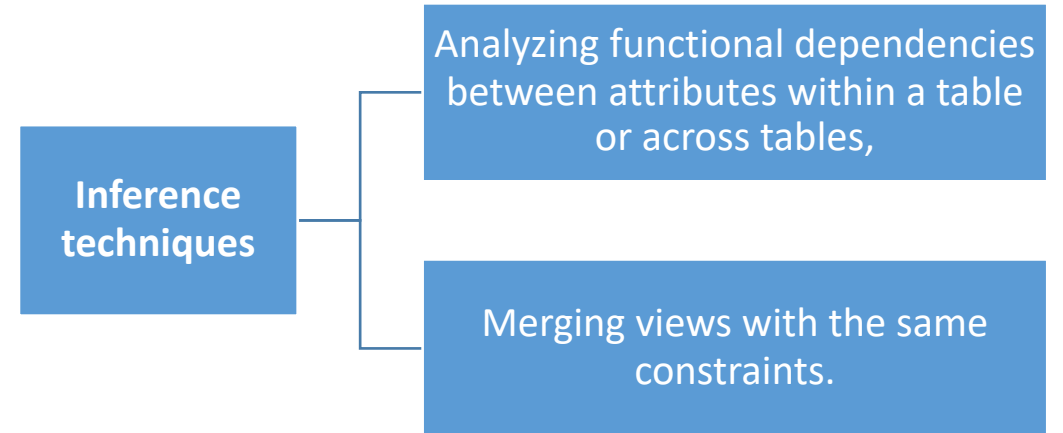 Inference
techniques
Analyzing functional dependencies
between attributes within a table
or across tables,
Merging views with the same
constraints.